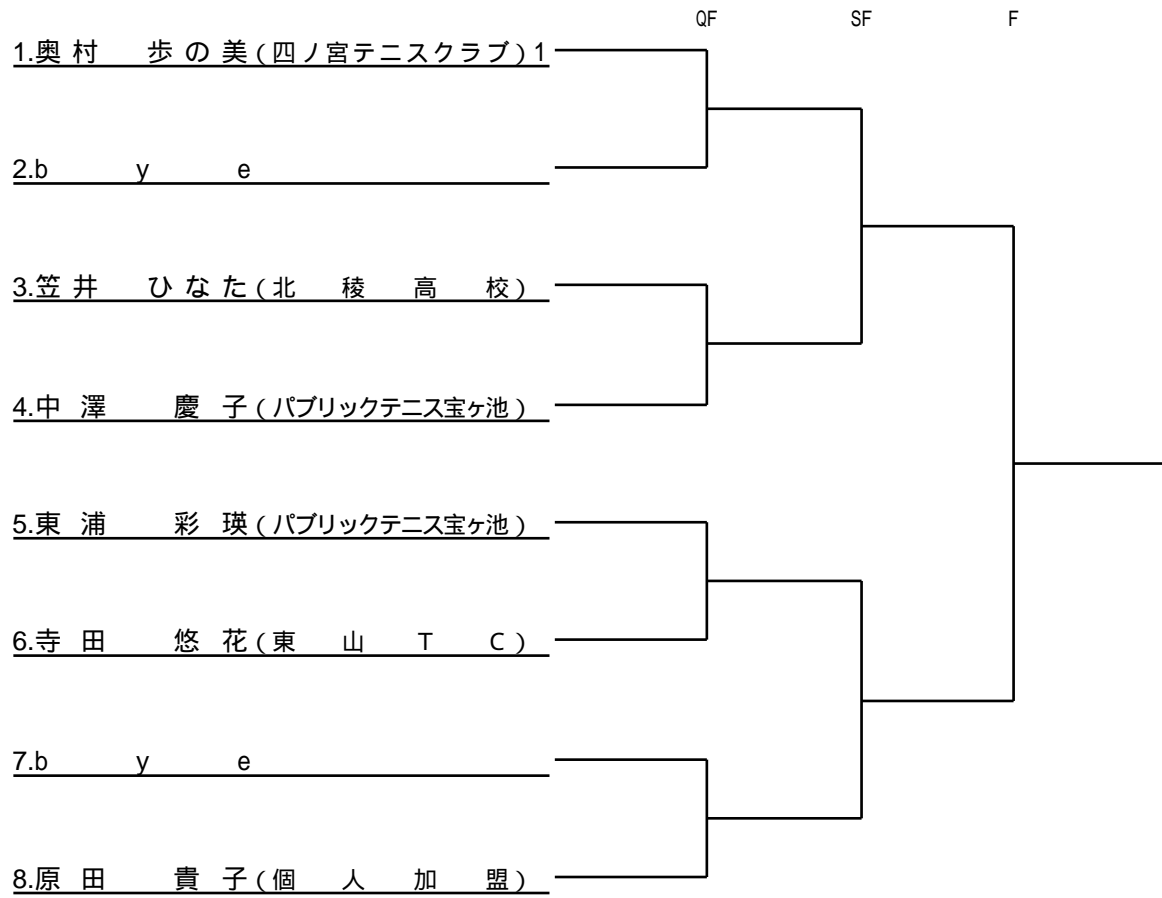 QF SF F
1.奥村 歩の美(四ノ宮テニスクラブ)1
2.b y e
3.笠井 ひなた(北稜高校)
4.中澤 慶子(パブリックテニス宝ヶ池)
5.東浦 彩瑛(パブリックテニス宝ヶ池)
6.寺田 悠花(東山TC)
7.b y e
8.原田 貴子(個人加盟)